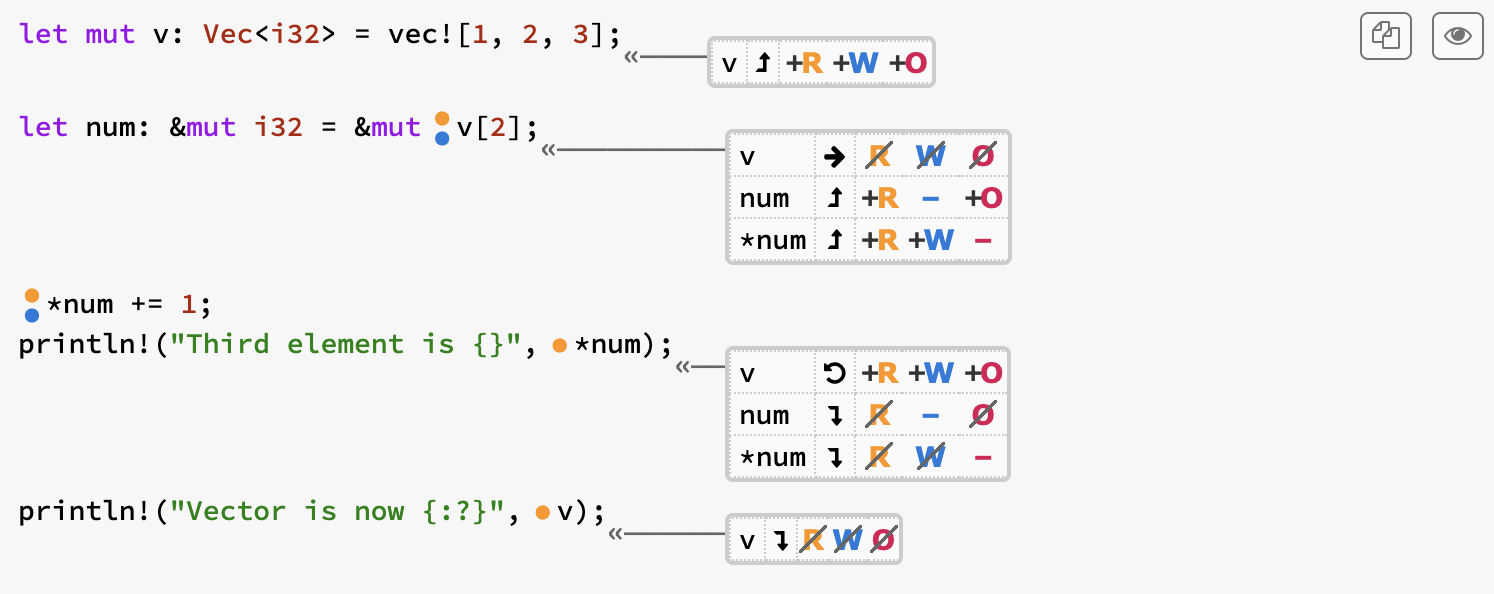 let mut v: Vec<i32> = vec![1, 2, 3];
« v ⮥ +R +W +O
let num: &mut i32 = &mut v[2];
« v ➔ R W O
num ⮥ +R - +O
*num ⮥ +R +W -
*num += 1;
println!("Third element is {}", *num);
« v ⟲ +R +W +O
num ⮧ R - O
*num ⮧ R W -
println!("Vector is now {:?}", v);
« v ⮧ R W O